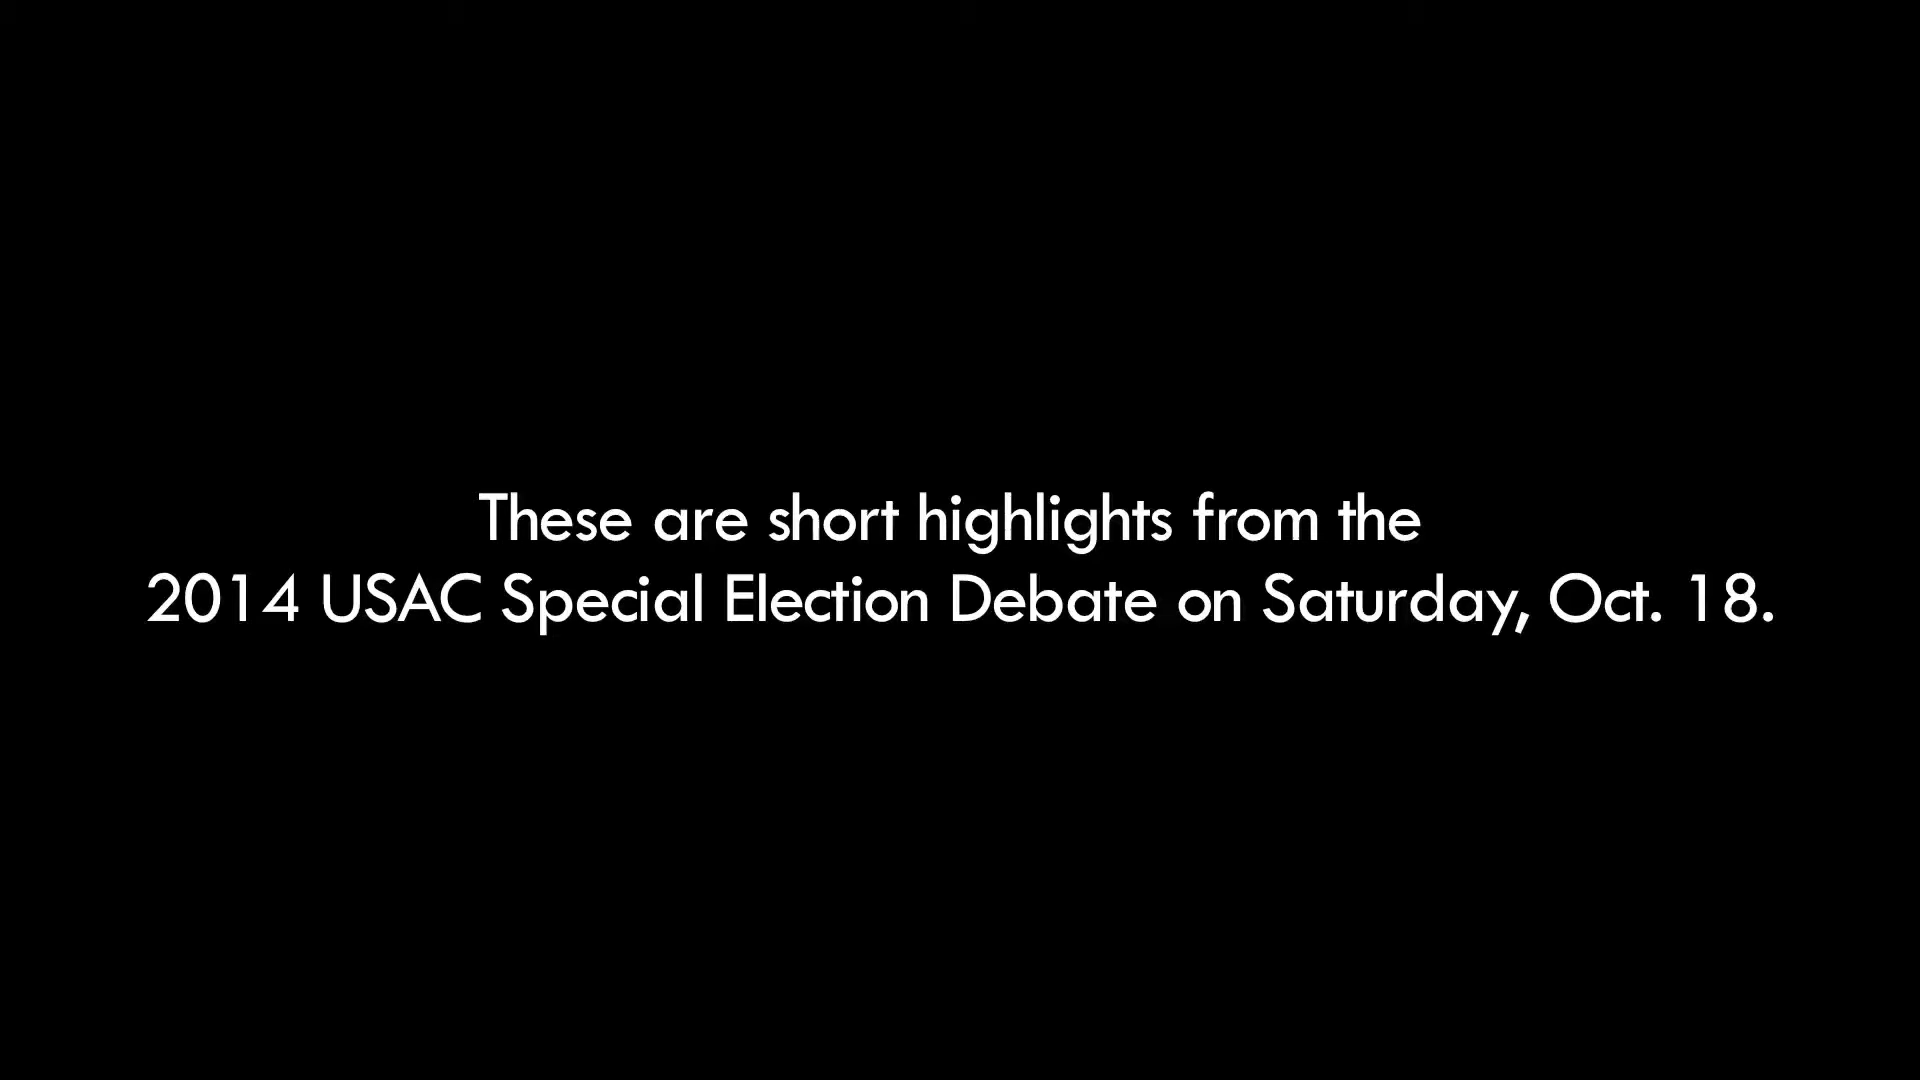 These are short highlights from the
2014 USAC Special Election Debate on Saturday, Oct. 18.